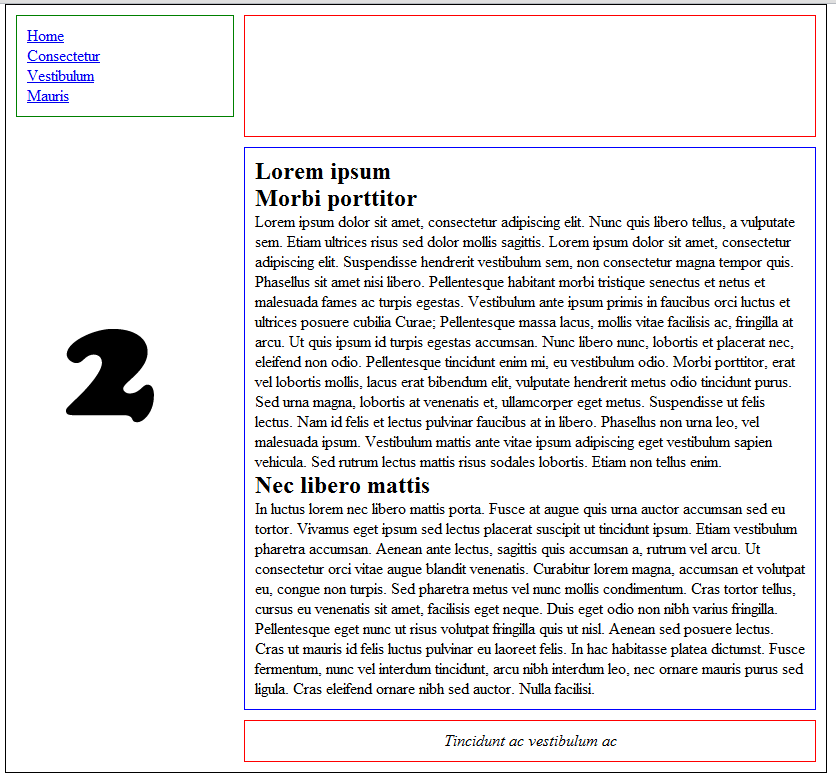 Home
Consectetur
Vestibulum
Mauris
2
Lorem ipsum
Morbi porttitor
Lorem ipsum dolor sit amet, consectetur adipiscing elit. Nunc quis libero tellus, a vulputate
sem. Etiam ultrices risus sed dolor mollis sagittis. Lorem ipsum dolor sit amet, consectetur
adipiscing elit. Suspendisse hendrerit vestibulum sem, non consectetur magna tempor quis.
Phasellus sit amet nisi libero. Pellentesque habitant morbi tristique senectus et netus et
malesuada fames ac turpis egestas. Vestibulum ante ipsum primis in faucibus orci luctus et
ultrices posuere cubilia Curae; Pellentesque massa lacus, mollis vitae facilisis ac, fringilla at
arcu. Ut quis ipsum id turpis egestas accumsan. Nunc libero nunc, lobortis et placerat nec,
eleifend non odio. Pellentesque tincidunt enim mi, eu vestibulum odio. Morbi porttitor, erat
vel lobortis mollis, lacus erat bibendum elit, vulputate hendrerit metus odio tincidunt purus.
Sed urna magna, lobortis at venenatis et, ullamcorper eget metus. Suspendisse ut felis
lectus. Nam id felis et lectus pulvinar faucibus at in libero. Phasellus non urna leo, vel
malesuada ipsum. Vestibulum mattis ante vitae ipsum adipiscing eget vestibulum sapien
vehicula. Sed rutrum lectus mattis risus sodales lobortis. Etiam non tellus enim.
Nec libero mattis
In luctus lorem nec libero mattis porta. Fusce at augue quis urna auctor accumsan sed eu
tortor. Vivamus eget ipsum sed lectus placerat suscipit ut tincidunt ipsum. Etiam vestibulum
pharetra accumsan. Aenean ante lectus, sagittis quis accumsan a, rutrum vel arcu. Ut
consectetur orci vitae augue blandit venenatis. Curabitur lorem magna, accumsan et volutpat
eu, congue non turpis. Sed pharetra metus vel nunc mollis condimentum. Cras tortor tellus,
cursus eu venenatis sit amet, facilisis eget neque. Duis eget odio non nibh varius fringilla.
Pellentesque eget nunc ut risus volutpat fringilla quis ut nisl. Aenean sed posuere lectus.
Cras ut mauris id felis luctus pulvinar eu laoreet felis. In hac habitasse platea dictumst. Fusce
fermentum, nunc vel interdum tincidunt, arcu nibh interdum leo, nec ornare mauris purus sed
ligula. Cras eleifend ornare nibh sed auctor. Nulla facilisi.
Tincidunt ac vestibulum ac